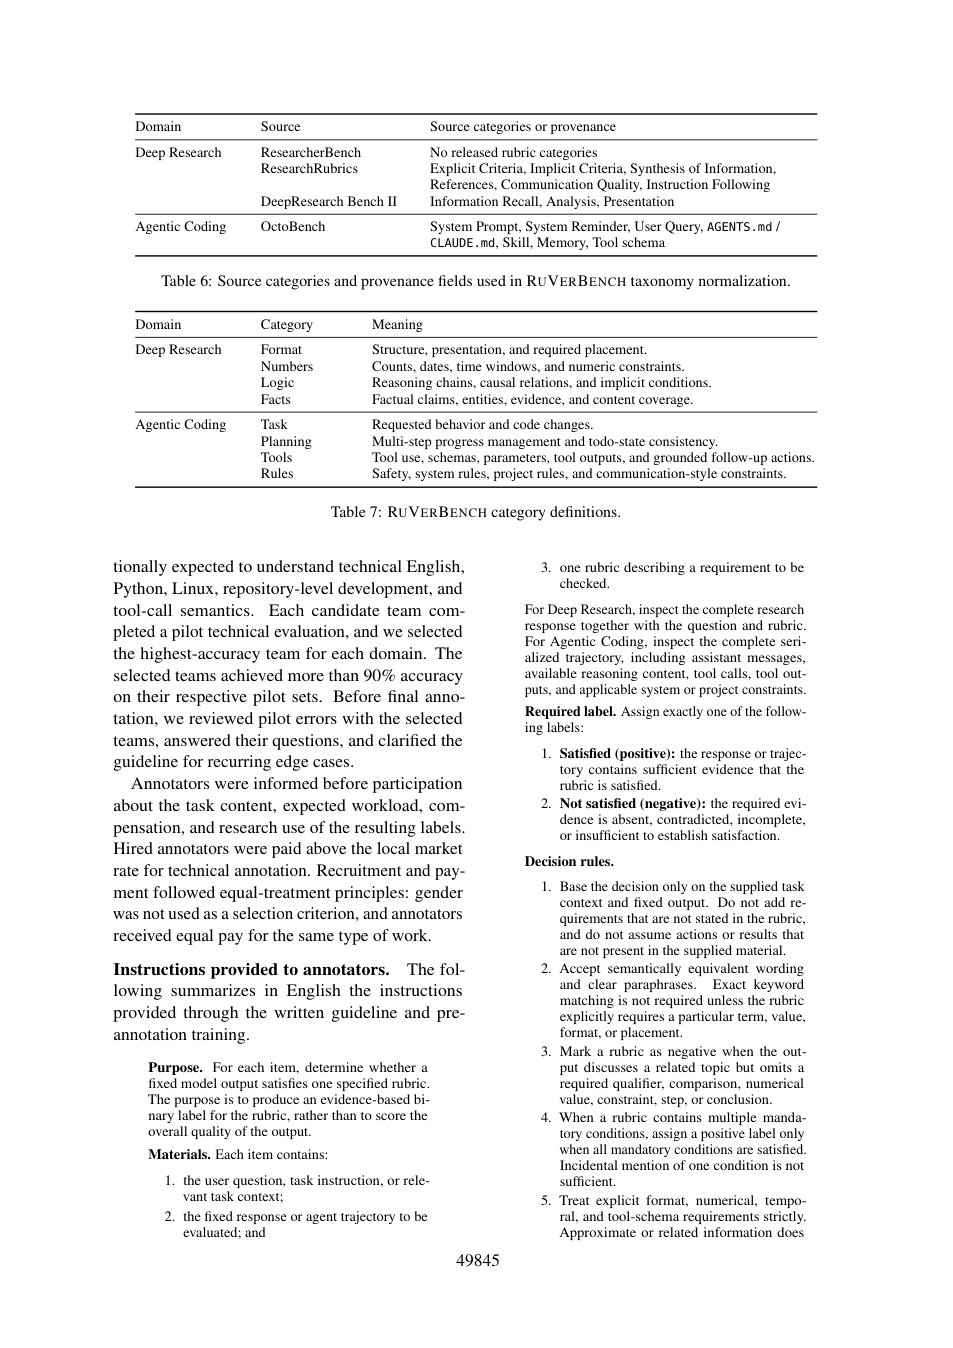 Domain Source Source categories or provenance
Deep Research ResearcherBench No released rubric categories
ResearchRubrics Explicit Criteria, Implicit Criteria, Synthesis of Information,
References, Communication Quality, Instruction Following
DeepResearch Bench II Information Recall, Analysis, Presentation
Agentic Coding OctoBench System Prompt, System Reminder, User Query, AGENTS.md /
CLAUDE.md, Skill, Memory, Tool schema
Table 6: Source categories and provenance fields used in RUVERBENCH taxonomy normalization.
Domain Category Meaning
Deep Research Format Structure, presentation, and required placement.
Numbers Counts, dates, time windows, and numeric constraints.
Logic Reasoning chains, causal relations, and implicit conditions.
Facts Factual claims, entities, evidence, and content coverage.
Agentic Coding Task Requested behavior and code changes.
Planning Multi-step progress management and todo-state consistency.
Tools Tool use, schemas, parameters, tool outputs, and grounded follow-up actions.
Rules Safety, system rules, project rules, and communication-style constraints.
Table 7: RUVERBENCH category definitions.
tionally expected to understand technical English,
Python, Linux, repository-level development, and
tool-call semantics. Each candidate team com-
pleted a pilot technical evaluation, and we selected
the highest-accuracy team for each domain. The
selected teams achieved more than 90% accuracy
on their respective pilot sets. Before final anno-
tation, we reviewed pilot errors with the selected
teams, answered their questions, and clarified the
guideline for recurring edge cases.
Annotators were informed before participation
about the task content, expected workload, com-
pensation, and research use of the resulting labels.
Hired annotators were paid above the local market
rate for technical annotation. Recruitment and pay-
ment followed equal-treatment principles: gender
was not used as a selection criterion, and annotators
received equal pay for the same type of work.
Instructions provided to annotators. The fol-
lowing summarizes in English the instructions
provided through the written guideline and pre-
annotation training.
Purpose. For each item, determine whether a
fixed model output satisfies one specified rubric.
The purpose is to produce an evidence-based bi-
nary label for the rubric, rather than to score the
overall quality of the output.
Materials. Each item contains:
1. the user question, task instruction, or rele-
vant task context;
2. the fixed response or agent trajectory to be
evaluated; and
3. one rubric describing a requirement to be
checked.
For Deep Research, inspect the complete research
response together with the question and rubric.
For Agentic Coding, inspect the complete seri-
alized trajectory, including assistant messages,
available reasoning content, tool calls, tool out-
puts, and applicable system or project constraints.
Required label. Assign exactly one of the follow-
ing labels:
1. Satisfied (positive): the response or trajec-
tory contains sufficient evidence that the
rubric is satisfied.
2. Not satisfied (negative): the required evi-
dence is absent, contradicted, incomplete,
or insufficient to establish satisfaction.
Decision rules.
1. Base the decision only on the supplied task
context and fixed output. Do not add re-
quirements that are not stated in the rubric,
and do not assume actions or results that
are not present in the supplied material.
2. Accept semantically equivalent wording
and clear paraphrases. Exact keyword
matching is not required unless the rubric
explicitly requires a particular term, value,
format, or placement.
3. Mark a rubric as negative when the out-
put discusses a related topic but omits a
required qualifier, comparison, numerical
value, constraint, step, or conclusion.
4. When a rubric contains multiple manda-
tory conditions, assign a positive label only
when all mandatory conditions are satisfied.
Incidental mention of one condition is not
sufficient.
5. Treat explicit format, numerical, tempo-
ral, and tool-schema requirements strictly.
Approximate or related information does
49845